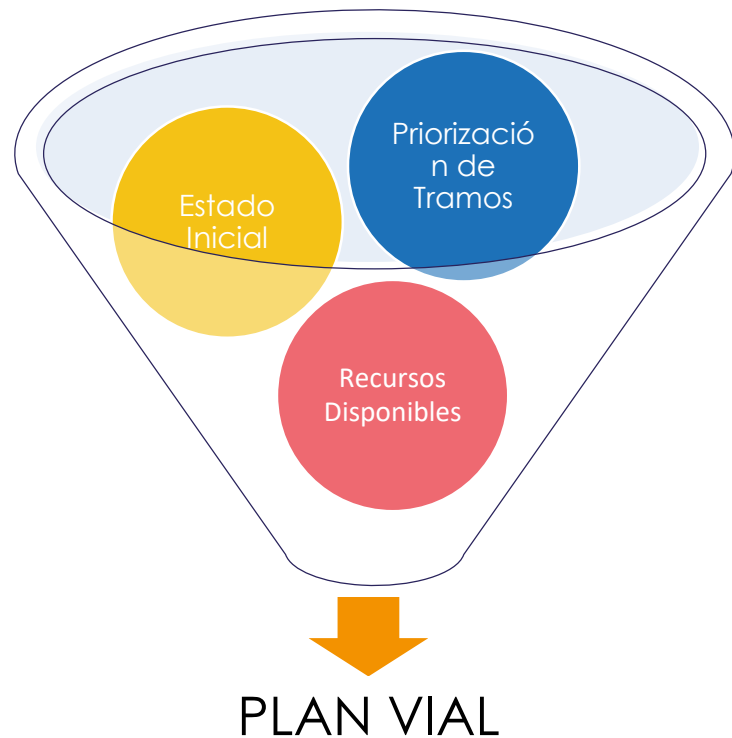 Priorizació
n de
Tramos
Estado
Inicial
Recursos
Disponibles
PLAN VIAL